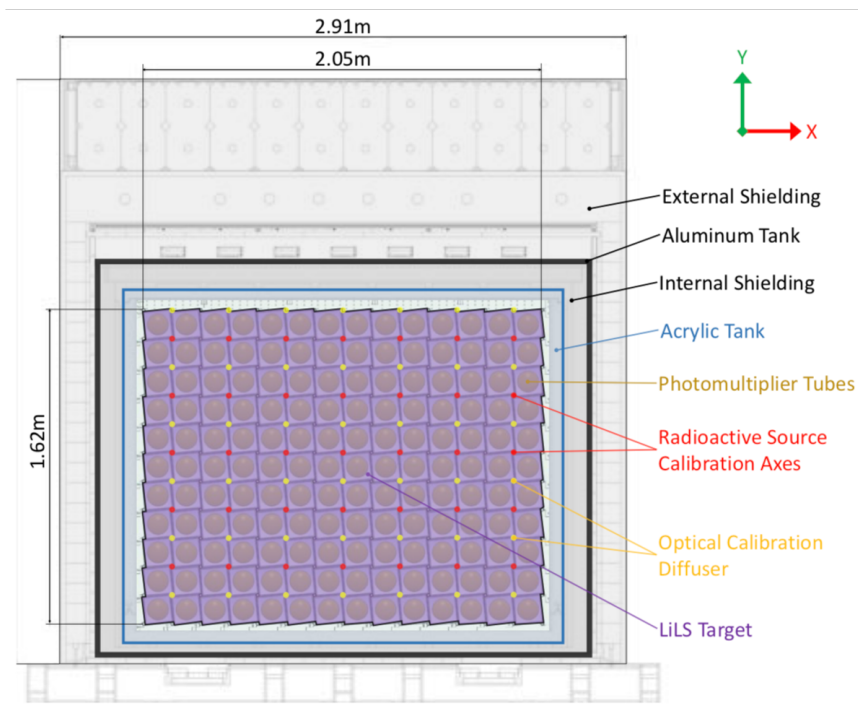 2.91m
2.05m
Y
X
External Shielding
Aluminum Tank
Internal Shielding
Acrylic Tank
Photomultiplier Tubes
1.62m
Radioactive Source
Calibration Axes
Optical Calibration
Diffuser
LiLS Target